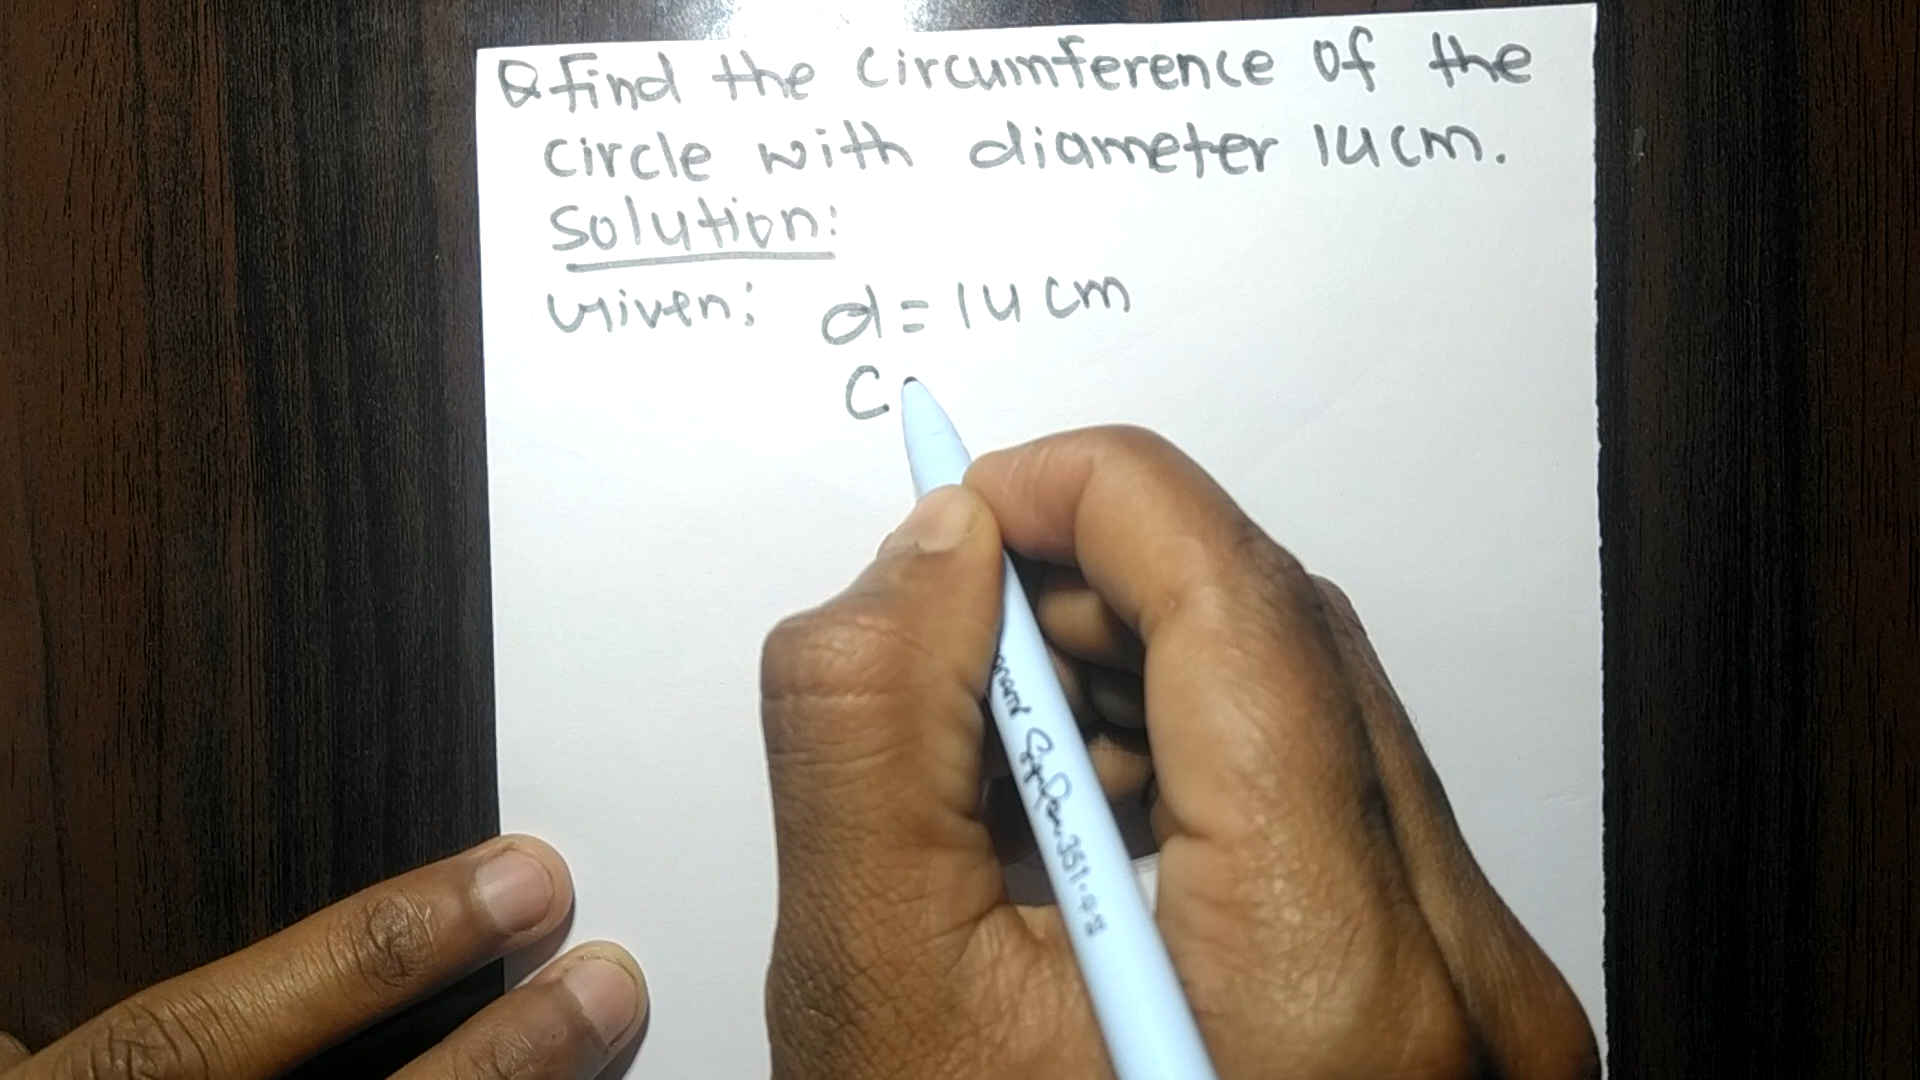 Q Find the circumference of the
circle with diameter 14cm.
Solution:
Given: d = 14 cm
C